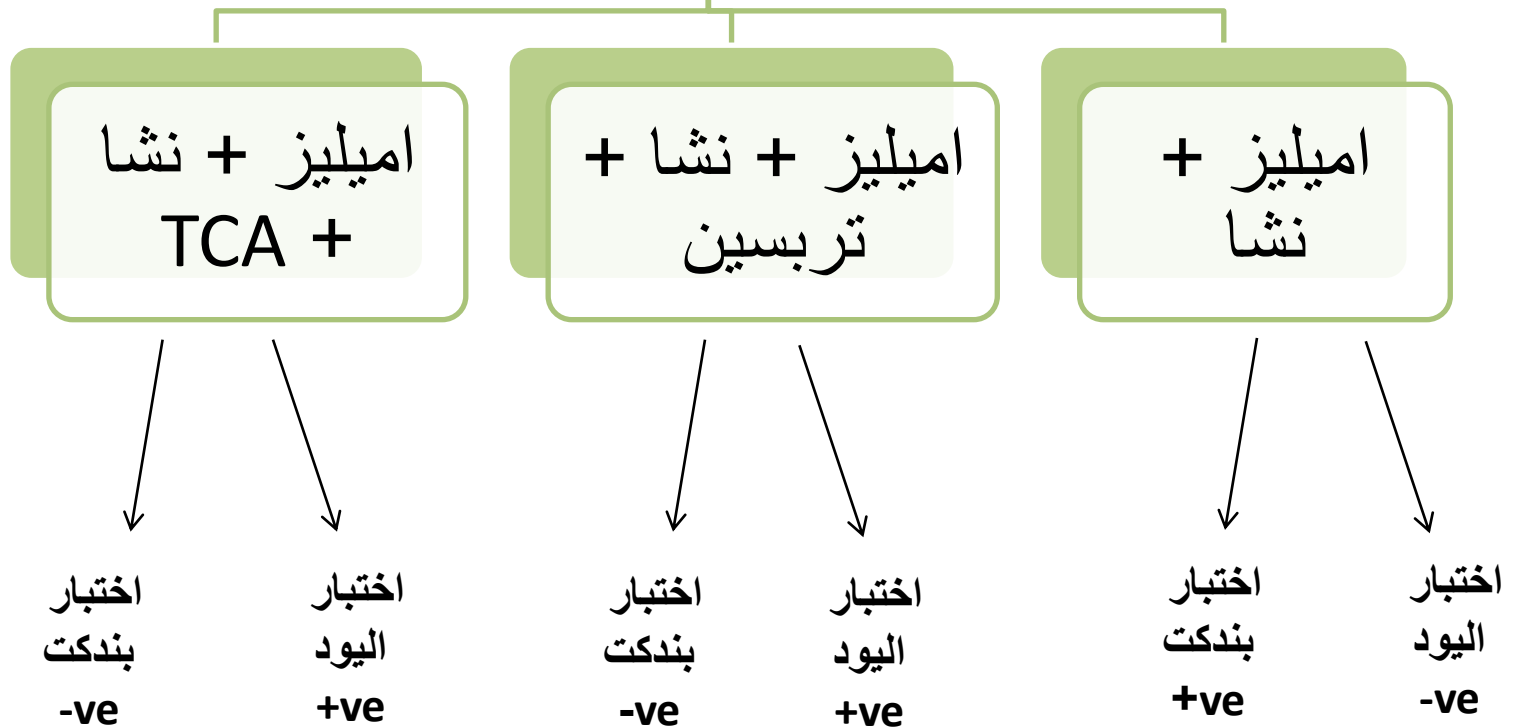 اميليز +
نشا
اميليز + نشا +
تربسين
اميليز + نشا
+ TCA
اختبار
اليود
-ve
اختبار
بندكت
+ve
اختبار
اليود
+ve
اختبار
بندكت
-ve
اختبار
اليود
+ve
اختبار
بندكت
-ve